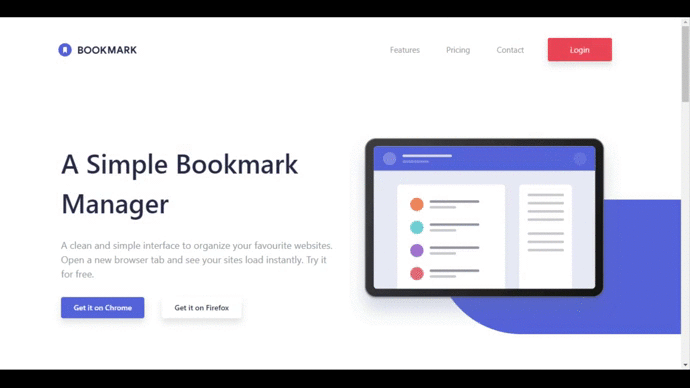 BOOKMARK
Features
Pricing
Contact
Login
A Simple Bookmark
Manager
A clean and simple interface to organize your favourite websites.
Open a new browser tab and see your sites load instantly. Try it
for free.
Get it on Chrome
Get it on Firefox